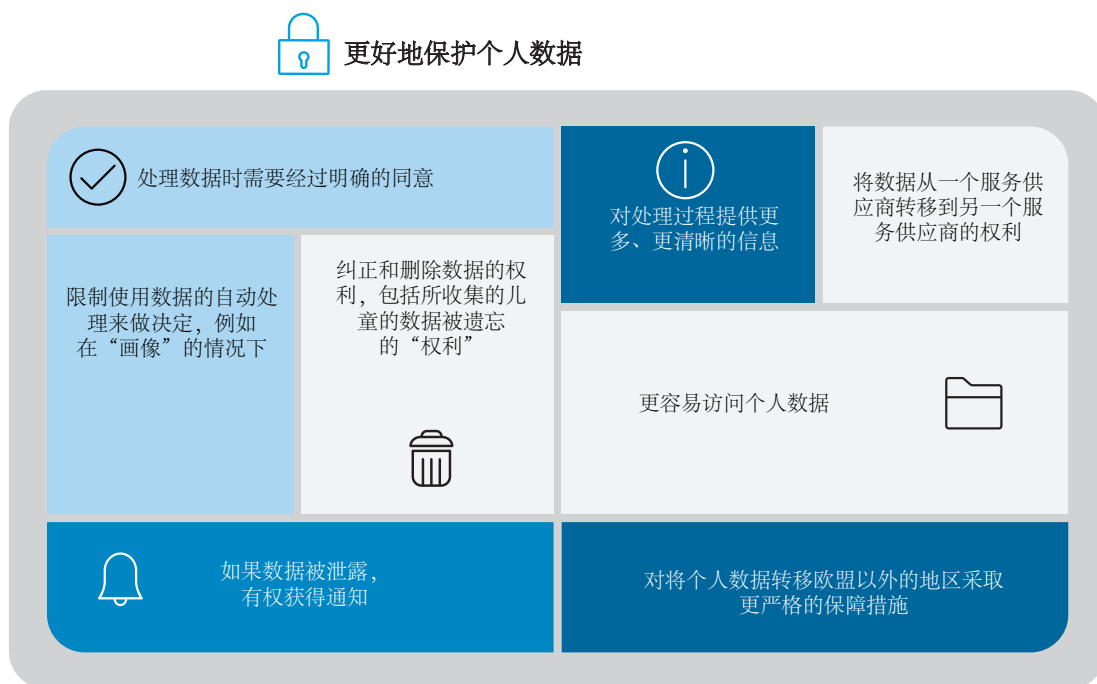 更好地保护个人数据
处理数据时需要经过明确的同意
对处理过程提供更
多、更清晰的信息
将数据从一个服务供
应商转移到另一个服
务供应商的权利
限制使用数据的自动处
理来做决定，例如
在“画像”的情况下
纠正和删除数据的权
利，包括所收集的儿
童的数据被遗忘
的“权利”
更容易访问个人数据
如果数据被泄露，
有权获得通知
对将个人数据转移欧盟以外的地区采取
更严格的保障措施